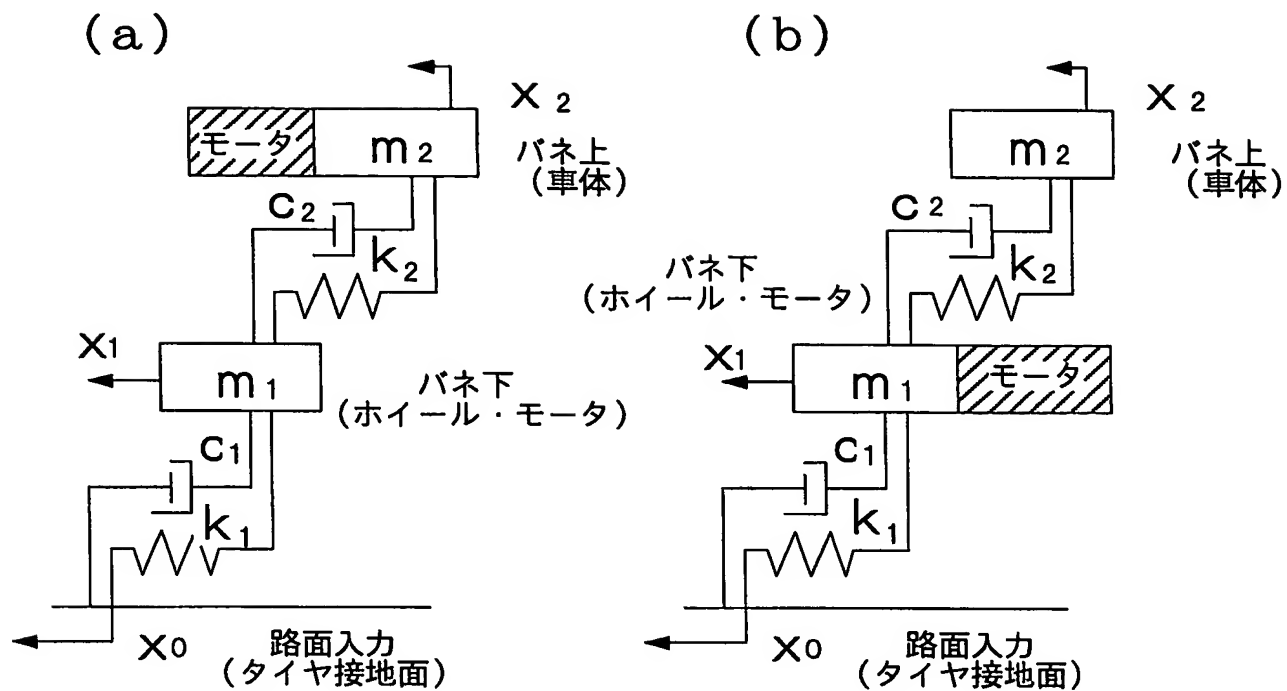 (a)
X2
モータ
m2
バネ上
(車体)
C2
k2
X1
m1
バネ下
(ホイール・モータ)
C1
k1
X0
路面入力
(タイヤ接地面)
(b)
X2
m2
バネ上
(車体)
C2
k2
バネ下
(ホイール・モータ)
X1
m1
モータ
C1
k1
X0
路面入力
(タイヤ接地面)